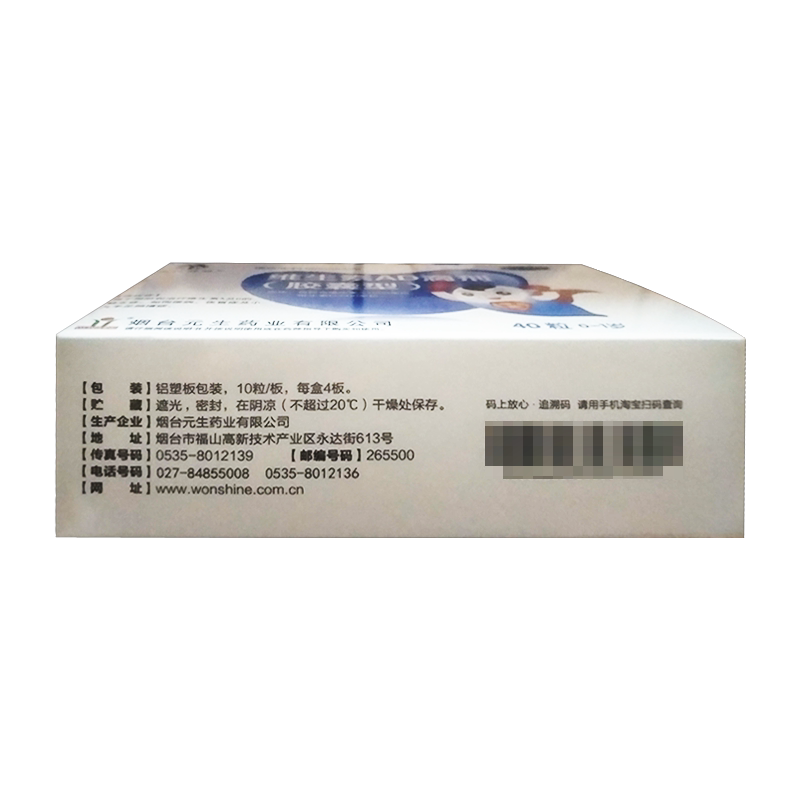 维生素AD滴剂
（胶囊型）
烟台元生药业有限公司
40粒 0-1岁
【包 装】铝塑板包装，10粒/板，每盒4板。
【贮 藏】遮光，密封，在阴凉（不超过20℃）干燥处保存。
【生产企业】烟台元生药业有限公司
【地 址】烟台市福山高新技术产业区永达街613号
【传真号码】0535-8012139 【邮编号码】265500
【电话号码】027-84855008 0535-8012136
【网 址】www.wonshine.com.cn
码上放心·追溯码 请用手机淘宝扫码查询